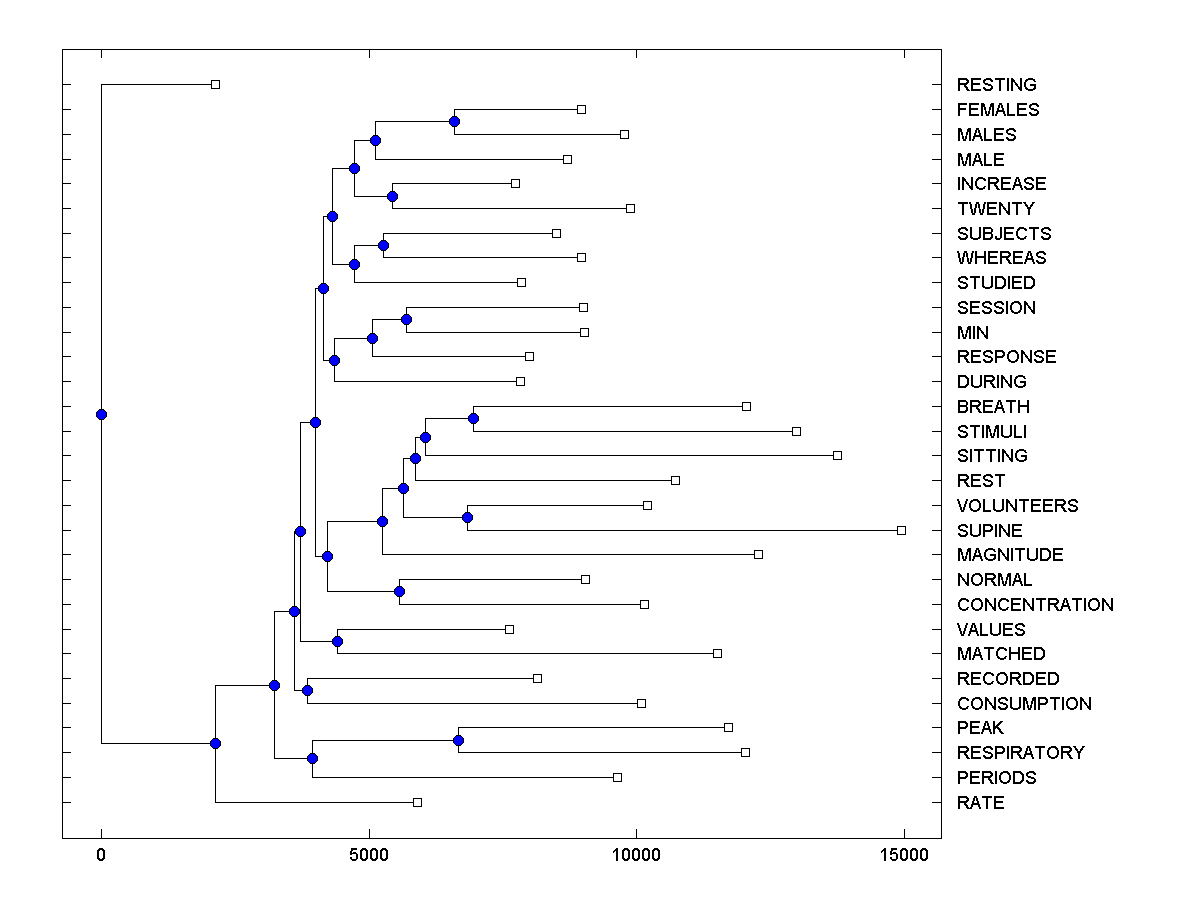 RESTING
FEMALES
MALES
MALE
INCREASE
TWENTY
SUBJECTS
WHEREAS
STUDIED
SESSION
MIN
RESPONSE
DURING
BREATH
STIMULI
SITTING
REST
VOLUNTEERS
SUPINE
MAGNITUDE
NORMAL
CONCENTRATION
VALUES
MATCHED
RECORDED
CONSUMPTION
PEAK
RESPIRATORY
PERIODS
RATE
0 5000 10000 15000